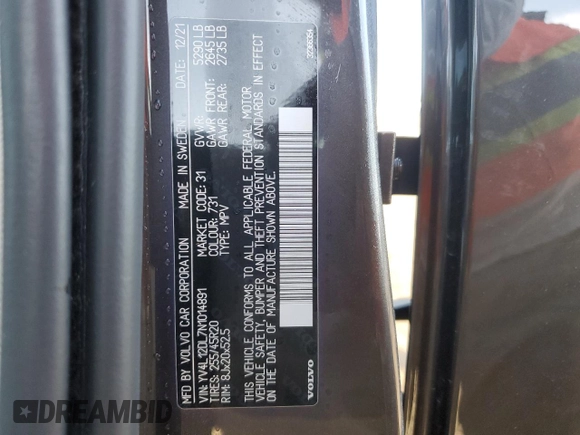 MFD BY VOLVO CAR CORPORATION MADE IN SWEDEN DATE: 12/21
VIN: YV4L12DL7N1014891 GVWR: 5290 LB
TIRES: 255/45R20 MARKET CODE: 31 GAWR FRONT: 2645 LB
RIM: 8Jx20x52.5 COLOUR: 731 GAWR REAR: 2735 LB
TYPE: MPV
THIS VEHICLE CONFORMS TO ALL APPLICABLE FEDERAL MOTOR
VEHICLE SAFETY, BUMPER AND THEFT PREVENTION STANDARDS IN EFFECT
ON THE DATE OF MANUFACTURE SHOWN ABOVE.
VOLVO
DREAMBID